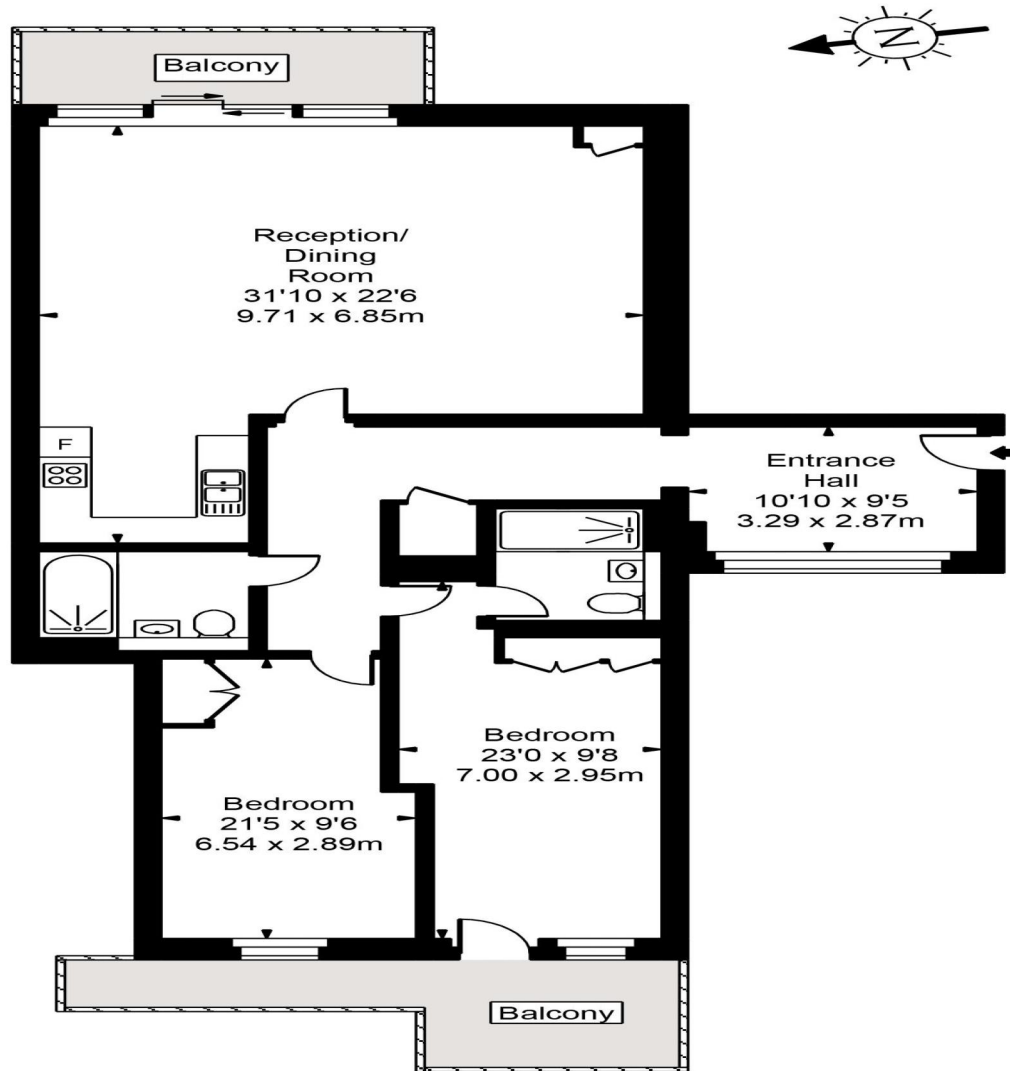 Balcony
N
Reception/
Dining
Room
31'10 x 22'6
9.71 x 6.85m
F
Entrance
Hall
10'10 x 9'5
3.29 x 2.87m
Bedroom
23'0 x 9'8
7.00 x 2.95m
Bedroom
21'5 x 9'6
6.54 x 2.89m
Balcony